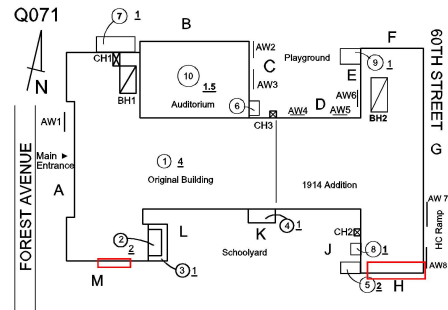 Q071
N
7 1
B
F
CH1
BH1
10
1.5
Auditorium
AW2
C
AW3
Playground
9 1
E
AW6
BH2
60TH STREET
AW1
6
CH3
AW4
D
AW5
G
Main
Entrance
A
1 4
Original Building
1914 Addition
FOREST AVENUE
AW 7
HC Ramp
AW8
2
2
L
3 1
K
4 1
Schoolyard
CH2
J
8 1
5 2
M
H